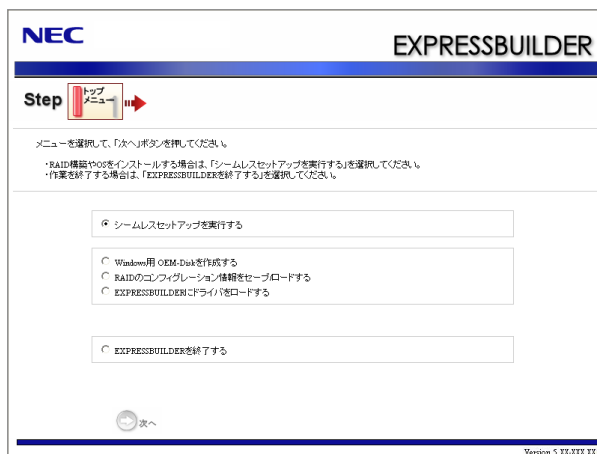 NEC
EXPRESSBUILDER
Step トップ
メニュー
メニューを選択して、「次へ」ボタンを押してください。
・RAID構築やOSをインストールする場合は、「シームレスセットアップを実行する」を選択してください。
・作業を終了する場合は、「EXPRESSBUILDERを終了する」を選択してください。
シームレスセットアップを実行する
Windows用 OEM-Diskを作成する
RAIDのコンフィグレーション情報をセーブ/ロードする
EXPRESSBUILDERにドライバをロードする
EXPRESSBUILDERを終了する
次へ
Version 5.XX-XXX.XX